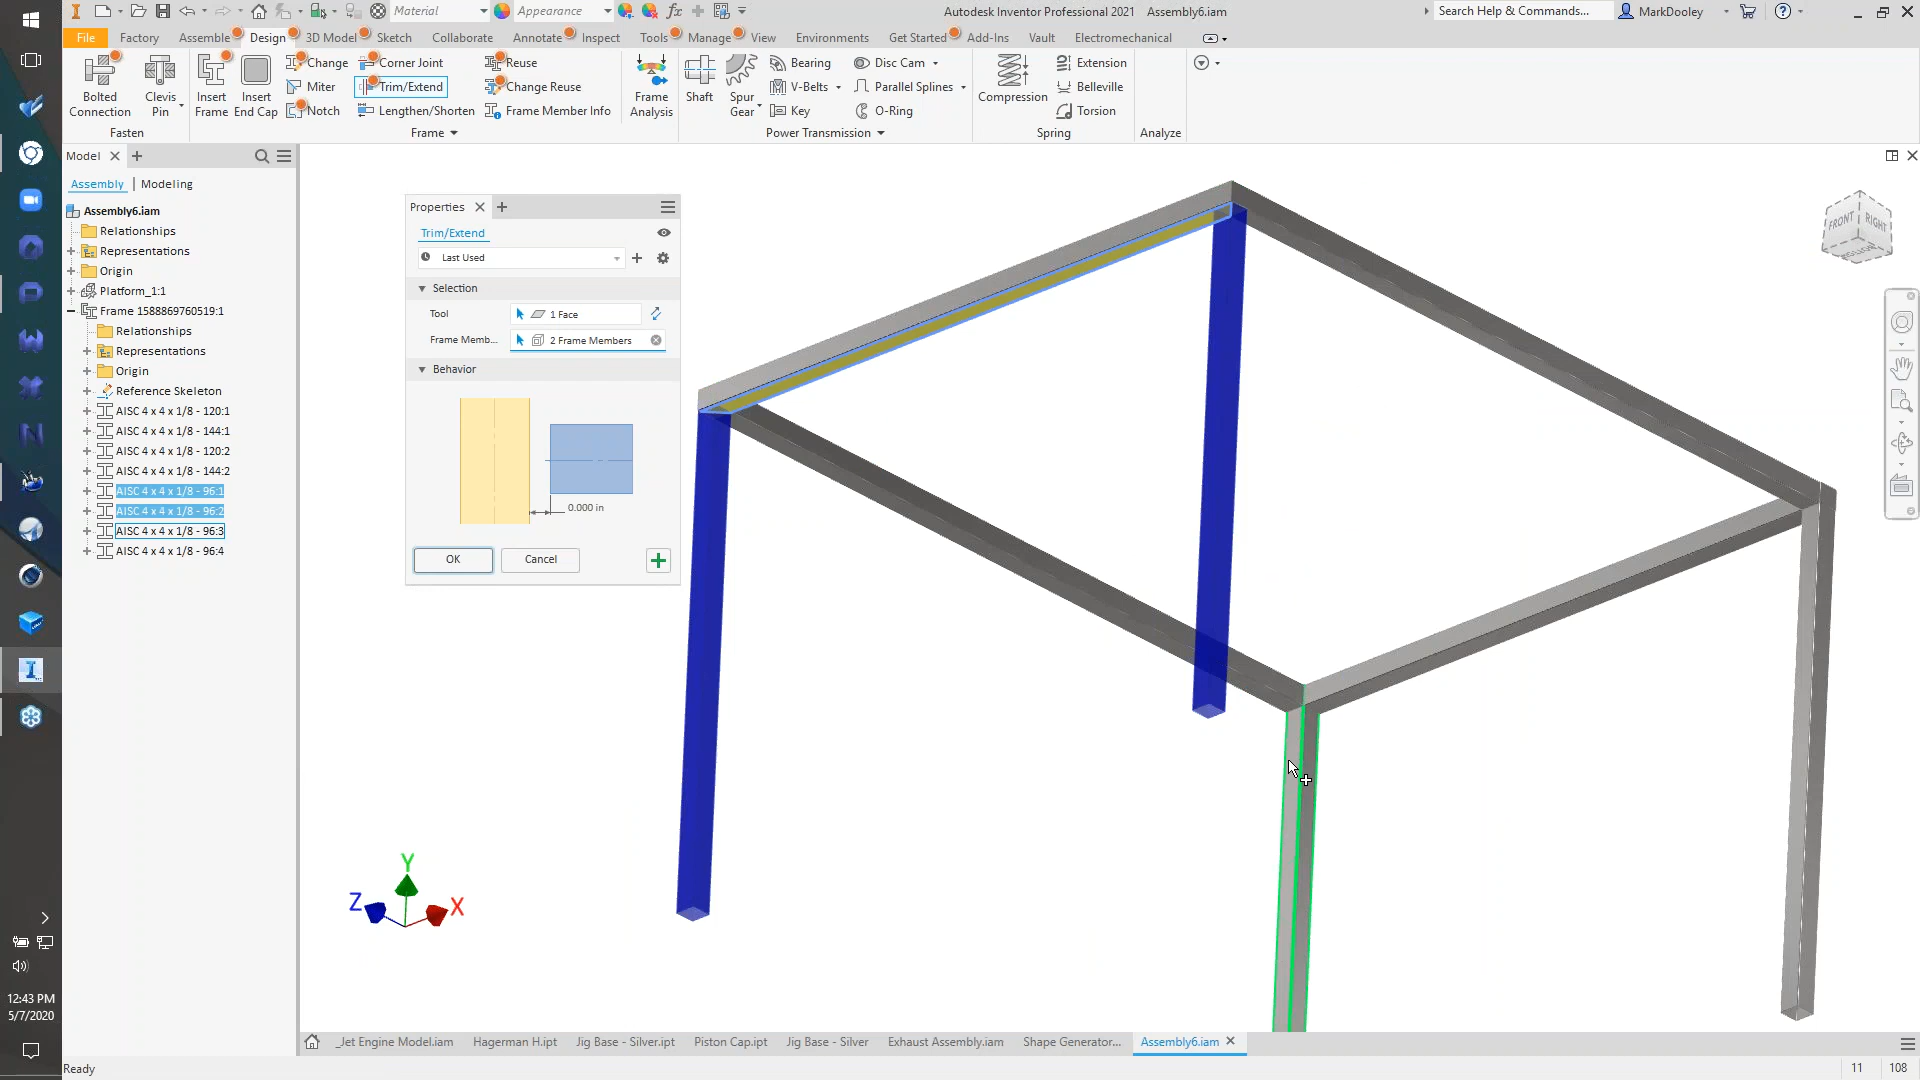 Material
Appearance
Autodesk Inventor Professional 2021 Assembly6.iam
Search Help & Commands...
MarkDooley
File Factory Assemble Design 3D Model Sketch Collaborate Annotate Inspect Tools Manage View Environments Get Started Add-Ins Vault Electromechanical
Bolted Connection
Clevis Pin
Fasten
Insert Frame
Insert End Cap
Change
Miter
Notch
Corner Joint
Trim/Extend
Lengthen/Shorten
Reuse
Change Reuse
Frame Member Info
Frame
Frame Analysis
Shaft
Spur Gear
Bearing
V-Belts
Key
Disc Cam
Parallel Splines
O-Ring
Power Transmission
Compression
Extension
Belleville
Torsion
Spring
Analyze
Model
Assembly | Modeling
Assembly6.iam
Relationships
Representations
Origin
Platform_1:1
Frame 1588869760519:1
Relationships
Representations
Origin
Reference Skeleton
AISC 4 x 4 x 1/8 - 120:1
AISC 4 x 4 x 1/8 - 144:1
AISC 4 x 4 x 1/8 - 120:2
AISC 4 x 4 x 1/8 - 144:2
AISC 4 x 4 x 1/8 - 96:1
AISC 4 x 4 x 1/8 - 96:2
AISC 4 x 4 x 1/8 - 96:3
AISC 4 x 4 x 1/8 - 96:4
Properties
Trim/Extend
Last Used
Selection
Tool 1 Face
Frame Memb... 2 Frame Members
Behavior
0.000 in
OK Cancel
FRONT RIGHT
Y
Z X
12:43 PM
5/7/2020
_Jet Engine Model.iam Hagerman H.ipt Jig Base - Silver.ipt Piston Cap.ipt Jig Base - Silver Exhaust Assembly.iam Shape Generator... Assembly6.iam
Ready
11 108